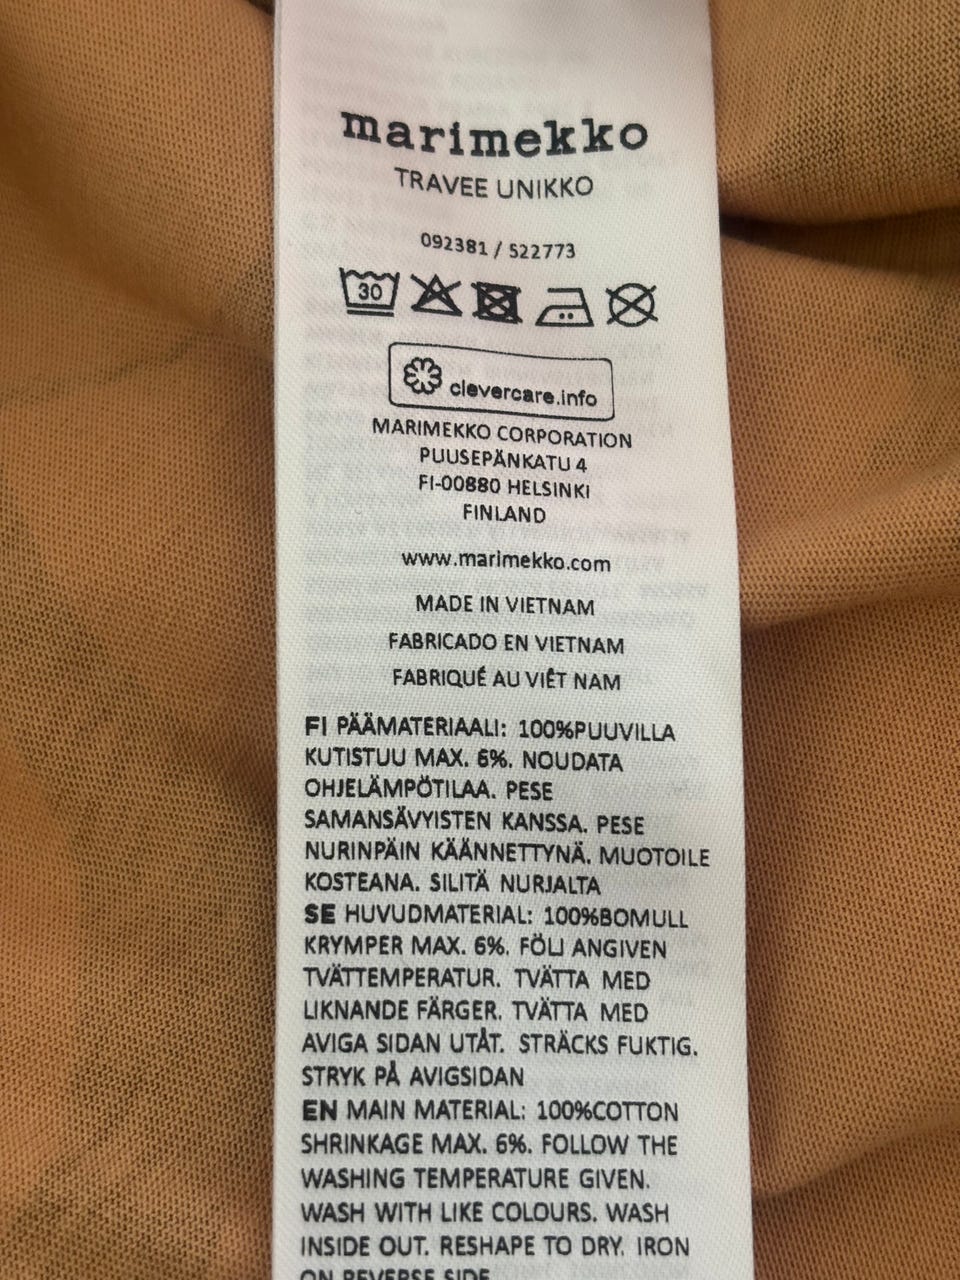 marimekko
TRAVEE UNIKKO
092381 / 522773
30
clevercare.info
MARIMEKKO CORPORATION
PUUSEPÄNKATU 4
FI-00880 HELSINKI
FINLAND
www.marimekko.com
MADE IN VIETNAM
FABRICADO EN VIETNAM
FABRIQUÉ AU VIÊT NAM
FI PÄÄMATERIAALI: 100%PUUVILLA
KUTISTUU MAX. 6%. NOUDATA
OHJELÄMPÖTILAA. PESE
SAMANSÄVYISTEN KANSSA. PESE
NURINPÄIN KÄÄNNETTYNÄ. MUOTOILE
KOSTEANA. SILITÄ NURJALTA
SE HUVUDMATERIAL: 100%BOMULL
KRYMPER MAX. 6%. FÖLJ ANGIVEN
TVÄTTEMPERATUR. TVÄTTA MED
LIKNANDE FÄRGER. TVÄTTA MED
AVIGA SIDAN UTÅT. STRÄCKS FUKTIG.
STRYK PÅ AVIGSIDAN
EN MAIN MATERIAL: 100%COTTON
SHRINKAGE MAX. 6%. FOLLOW THE
WASHING TEMPERATURE GIVEN.
WASH WITH LIKE COLOURS. WASH
INSIDE OUT. RESHAPE TO DRY. IRON
ON REVERSE SIDE